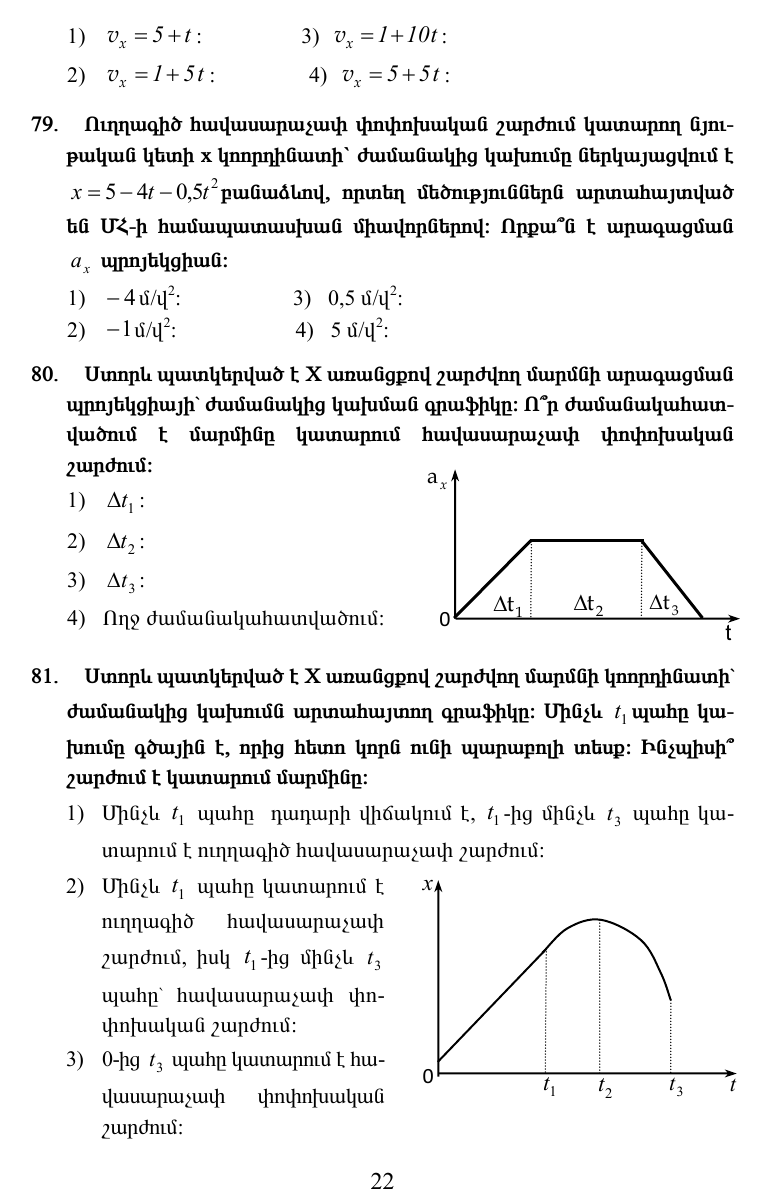 1) υₓ = 5 + t :    3) υₓ = 1 + 10t :
2) υₓ = 1 + 5t :    4) υₓ = 5 + 5t :
79. Ուղղագիծ հավասարաչափ փոփոխական շարժում կատարող նյու-
թական կետի x կոորդինատի՝ ժամանակից կախումը ներկայացվում է
x = 5 − 4t − 0,5t² բանաձևով, որտեղ մեծություններն արտահայտված
են ՄՀ-ի համապատասխան միավորներով: Որքա՞ն է արագացման
aₓ պրոյեկցիան:
1) − 4 մ/վ²:    3) 0,5 մ/վ²:
2) −1 մ/վ²:    4) 5 մ/վ²:
80. Ստորև պատկերված է X առանցքով շարժվող մարմնի արագացման
պրոյեկցիայի՝ ժամանակից կախման գրաֆիկը: Ո՞ր ժամանակահատ-
վածում է մարմինը կատարում հավասարաչափ փոփոխական
շարժում:
1) Δt₁ :
2) Δt₂ :
3) Δt₃ :
4) Ողջ ժամանակահատվածում:
aₓ
Δt₁ Δt₂ Δt₃
0
t
81. Ստորև պատկերված է X առանցքով շարժվող մարմնի կոորդինատի՝
ժամանակից կախումն արտահայտող գրաֆիկը: Մինչև t₁ պահը կա-
խումը գծային է, որից հետո կորն ունի պարաբոլի տեսք: Ինչպիսի՞
շարժում է կատարում մարմինը:
1) Մինչև t₁ պահը դադարի վիճակում է, t₁-ից մինչև t₃ պահը կա-
տարում է ուղղագիծ հավասարաչափ շարժում:
2) Մինչև t₁ պահը կատարում է
ուղղագիծ հավասարաչափ
շարժում, իսկ t₁-ից մինչև t₃
պահը՝ հավասարաչափ փո-
փոխական շարժում:
3) 0-ից t₃ պահը կատարում է հա-
վասարաչափ փոփոխական
շարժում:
x
0
t₁ t₂ t₃ t
22